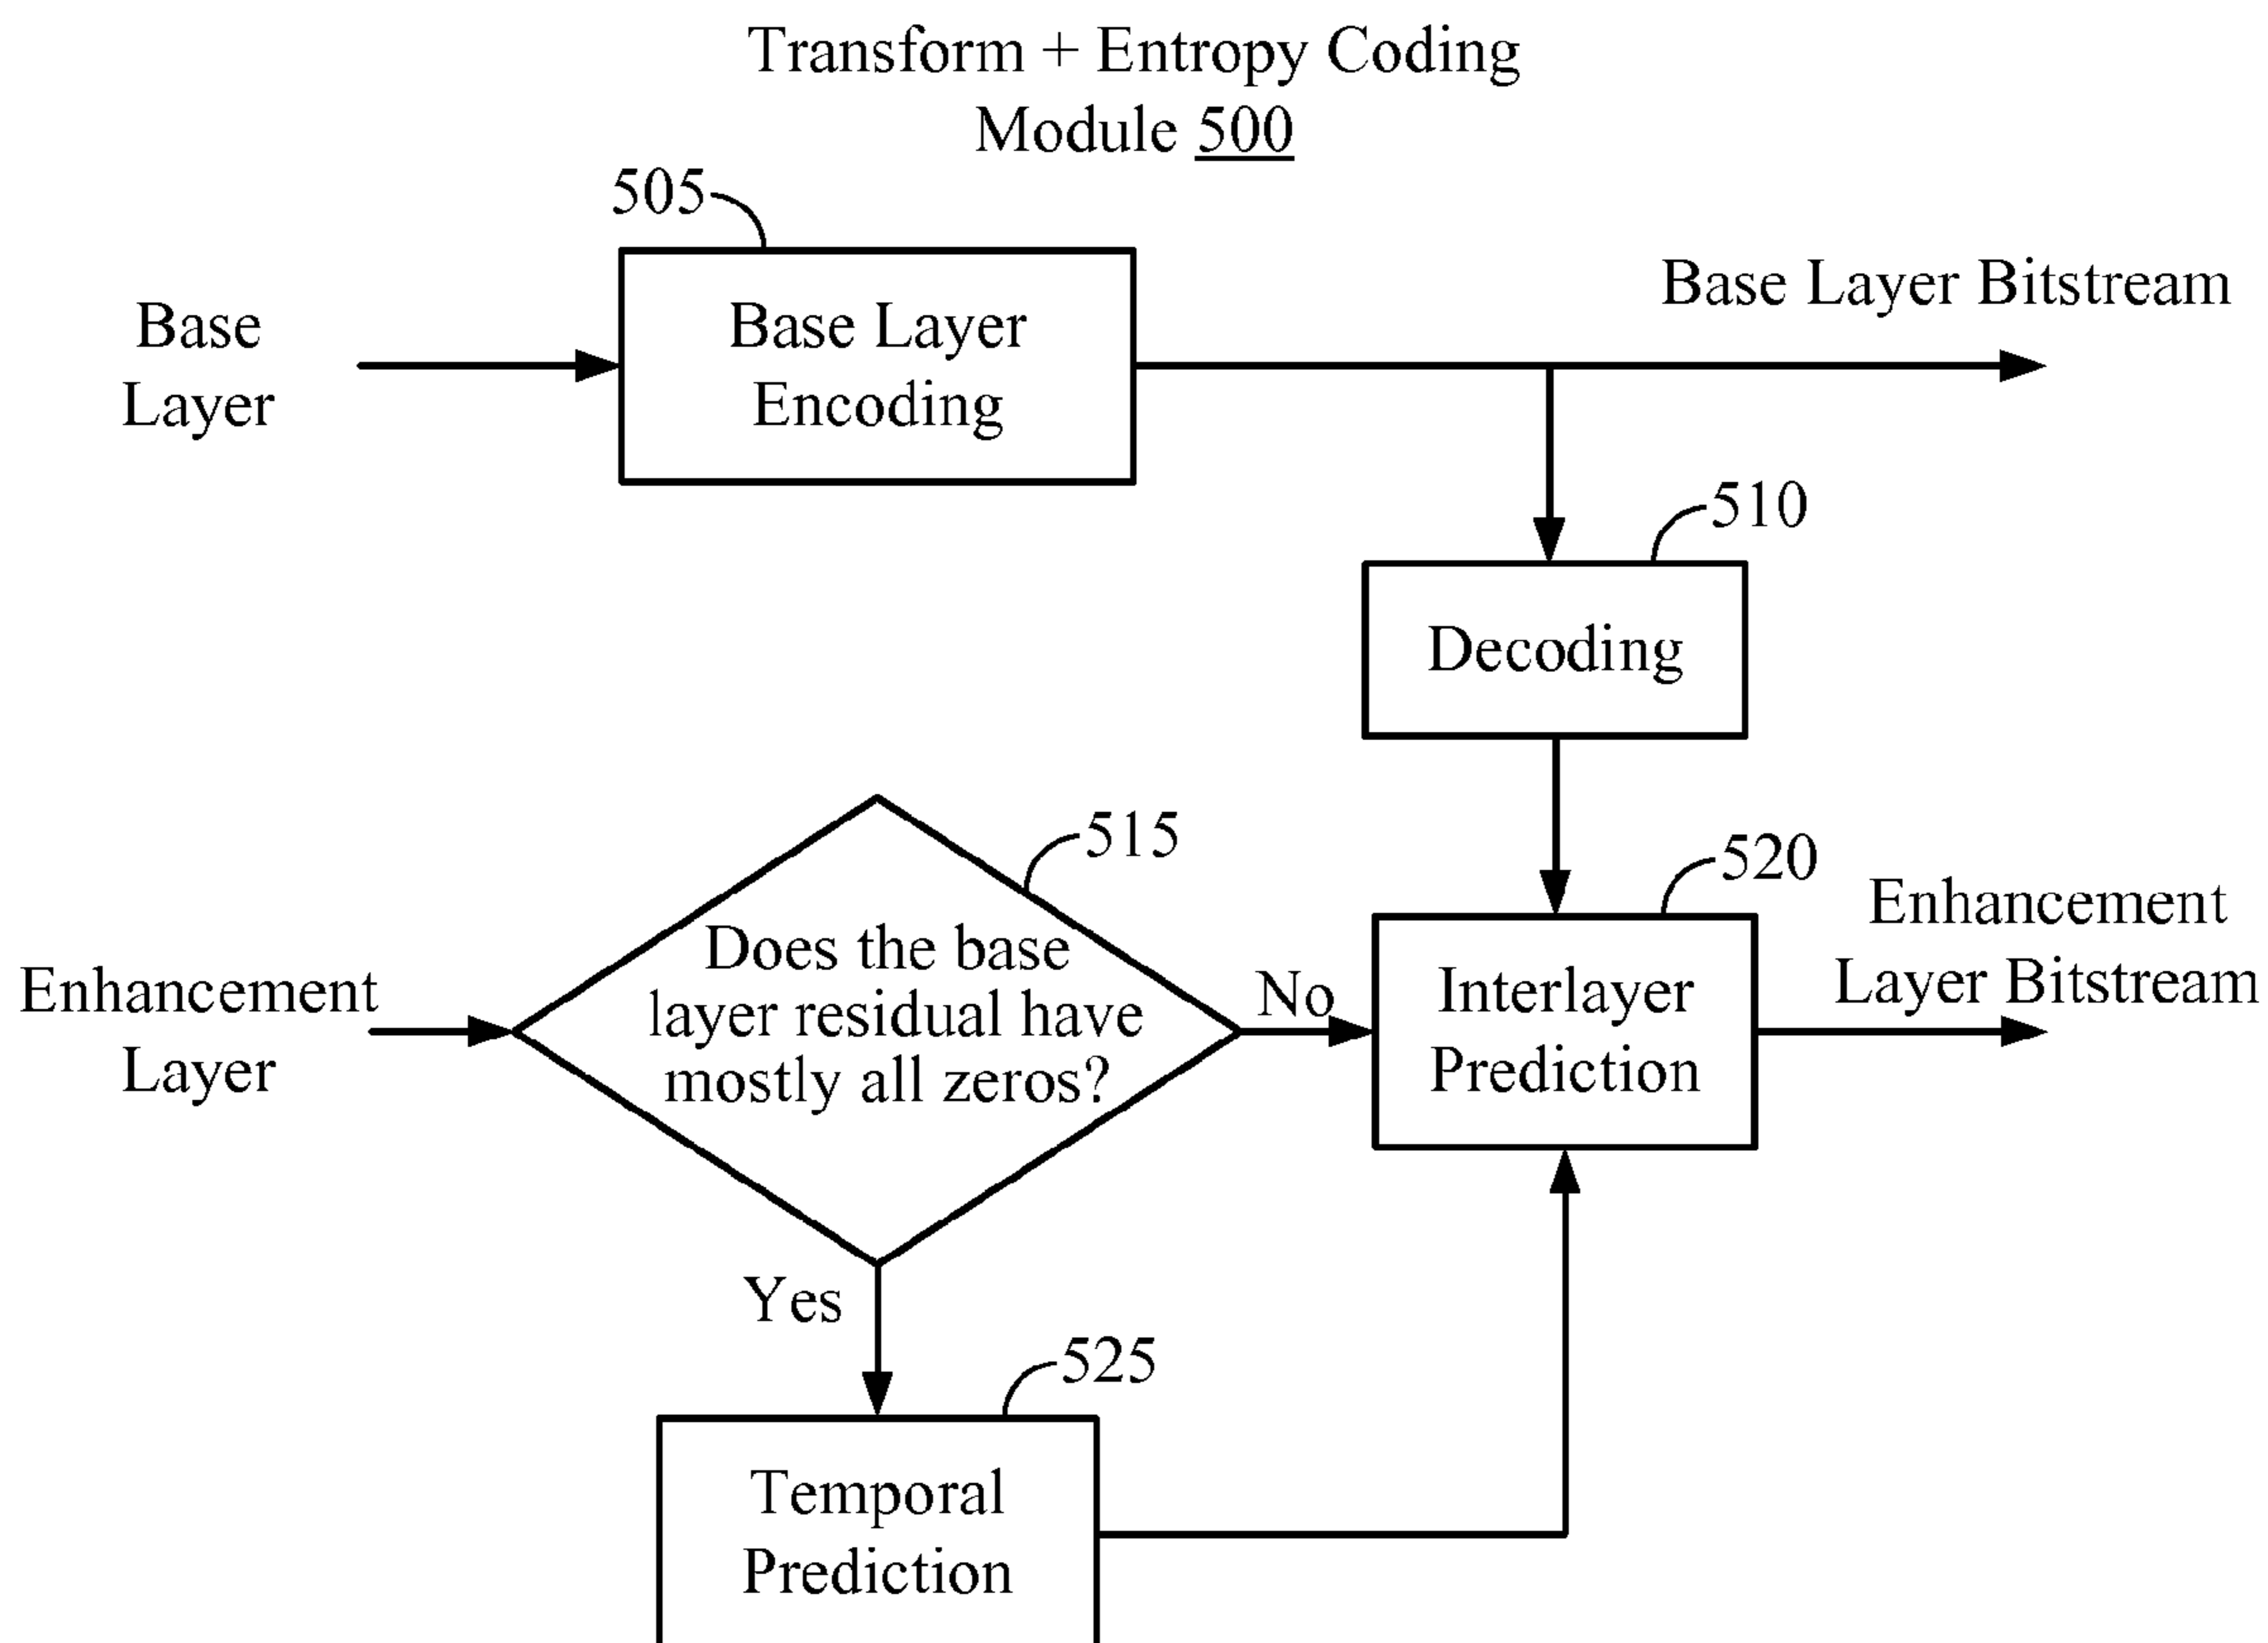 Transform + Entropy Coding
Module 500
505
Base
Layer
Base Layer
Encoding
Base Layer Bitstream
510
Decoding
515
520
Enhancement
Layer
Does the base
layer residual have
mostly all zeros?
No
Interlayer
Prediction
Enhancement
Layer Bitstream
Yes
525
Temporal
Prediction